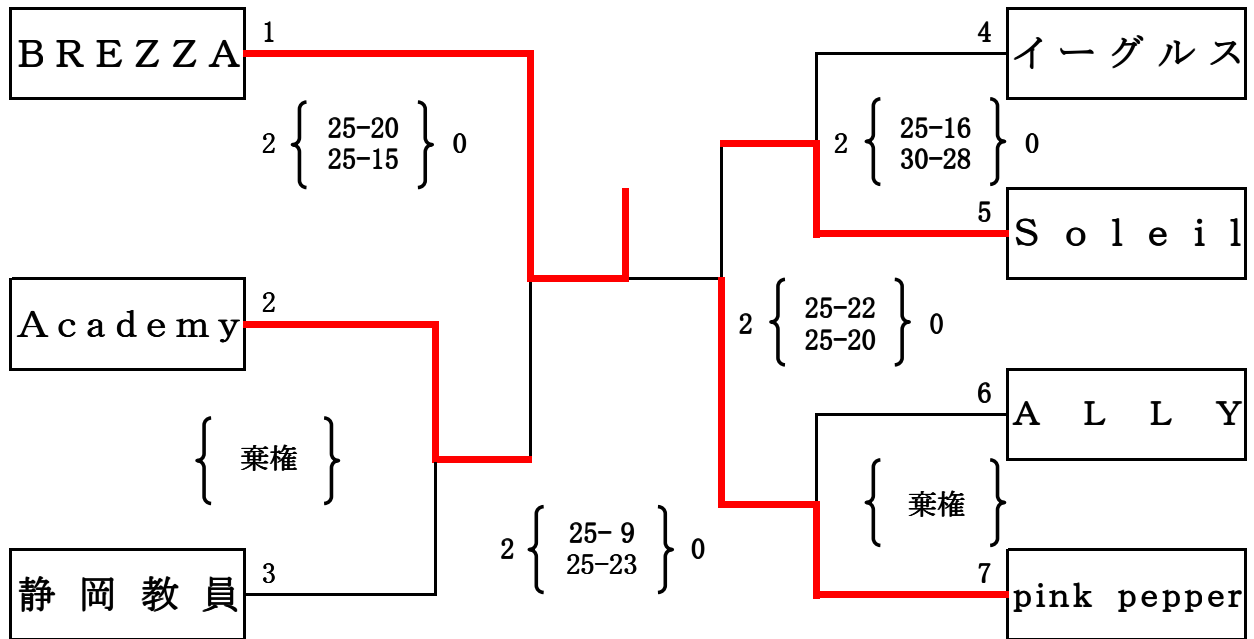 BREZZA
1
2 { 25-20 } 0
25-15
Academy
2
{ 棄権 }
静岡教員
3
2 { 25- 9 } 0
25-23
4
イーグルス
2 { 25-16 } 0
30-28
5
Soleil
2 { 25-22 } 0
25-20
6
ALLY
{ 棄権 }
7
pink pepper